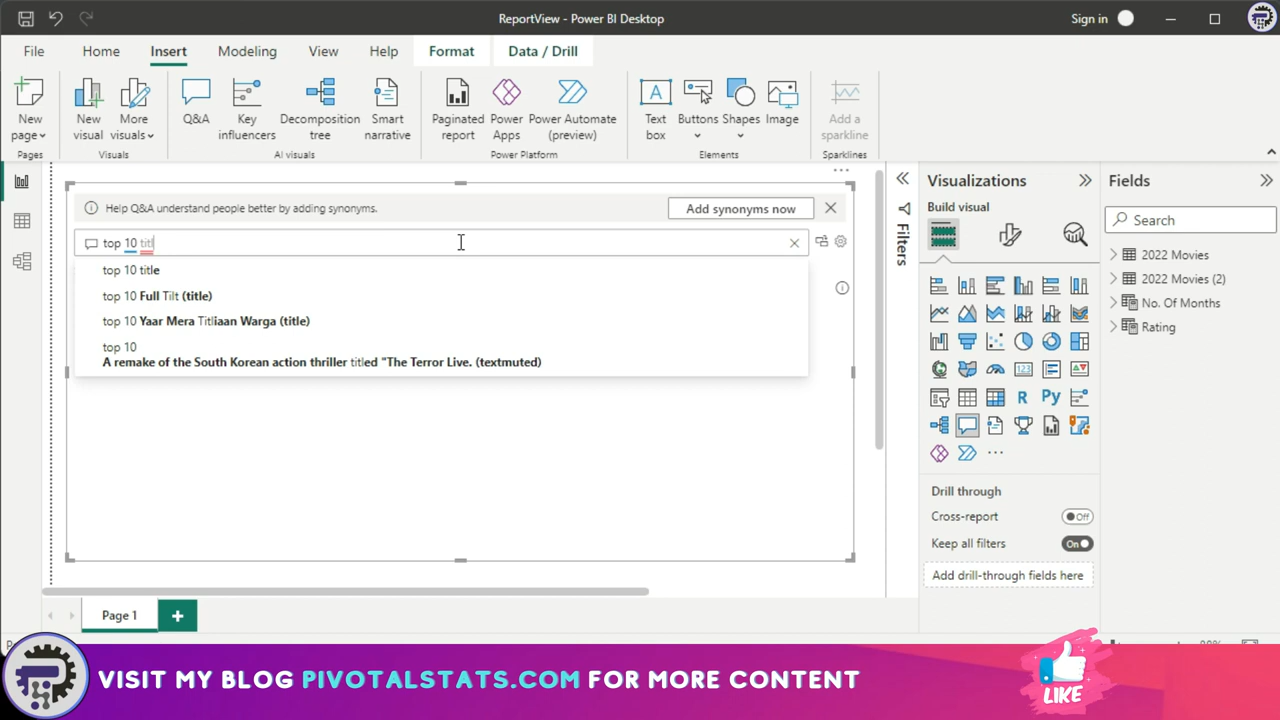 ReportView - Power BI Desktop
Sign in
File
Home
Insert
Modeling
View
Help
Format
Data / Drill
New
page
New
visual
More
visuals
Q&A
Key
influencers
Decomposition
tree
Smart
narrative
Paginated
report
Power
Apps
Power Automate
(preview)
Text
box
Buttons
Shapes
Image
Add a
sparkline
Pages
Visuals
AI visuals
Power Platform
Elements
Sparklines
Help Q&A understand people better by adding synonyms.
Add synonyms now
top 10 titl
top 10 title
top 10 Full Tilt (title)
top 10 Yaar Mera Titliaan Warga (title)
top 10
A remake of the South Korean action thriller titled "The Terror Live. (textmuted)
Filters
Visualizations
Build visual
123
R
Py
Drill through
Cross-report
Off
Keep all filters
On
Add drill-through fields here
Fields
Search
2022 Movies
2022 Movies (2)
No. Of Months
Rating
Page 1
VISIT MY BLOG PIVOTALSTATS.COM FOR MORE CONTENT
LIKE